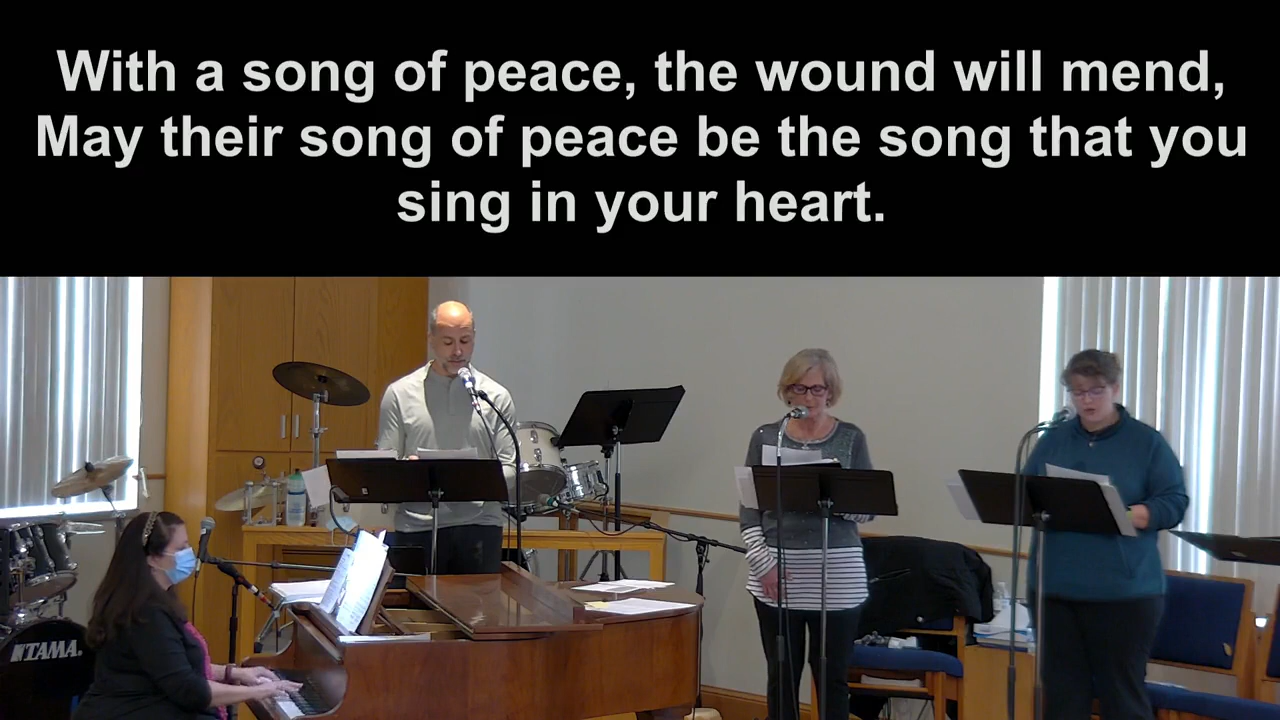 With a song of peace, the wound will mend,
May their song of peace be the song that you
sing in your heart.
TAMA